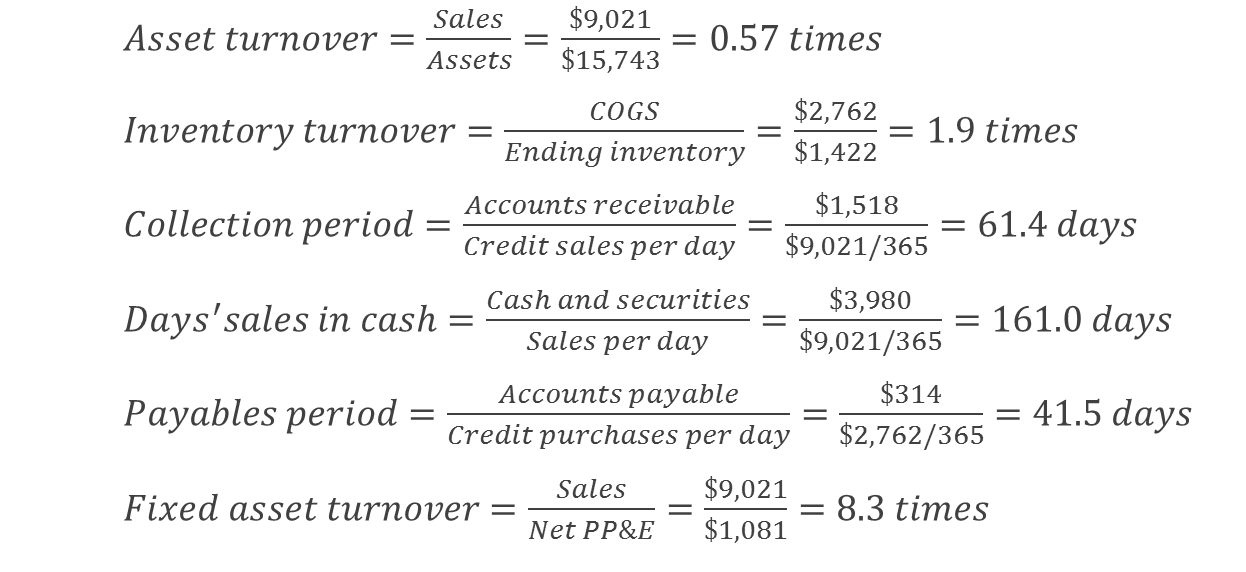 Asset turnover = Sales / Assets = $9,021 / $15,743 = 0.57 times
Inventory turnover = COGS / Ending inventory = $2,762 / $1,422 = 1.9 times
Collection period = Accounts receivable / Credit sales per day = $1,518 / $9,021/365 = 61.4 days
Days'sales in cash = Cash and securities / Sales per day = $3,980 / $9,021/365 = 161.0 days
Payables period = Accounts payable / Credit purchases per day = $314 / $2,762/365 = 41.5 days
Fixed asset turnover = Sales / Net PP&E = $9,021 / $1,081 = 8.3 times